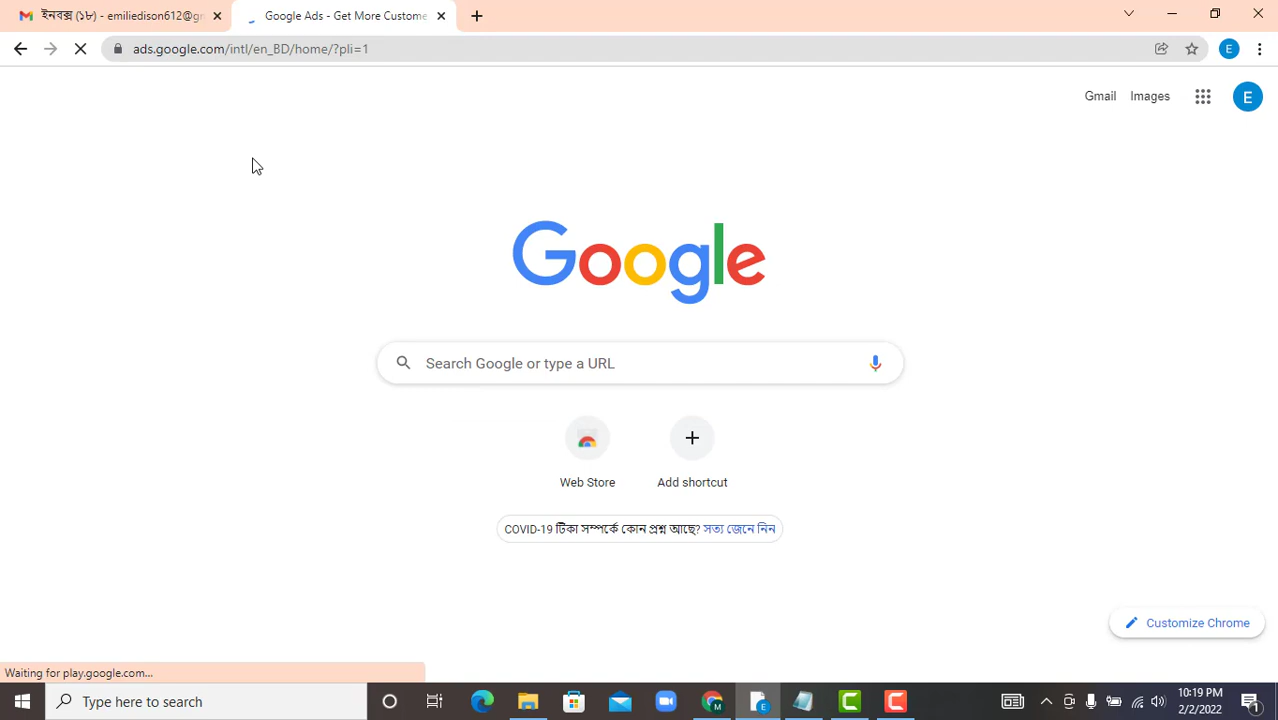 ইনবক্স (১৮) - emiliedison612@gr
Google Ads - Get More Custome
ads.google.com/intl/en_BD/home/?pli=1
E
Gmail
Images
E
Google
Search Google or type a URL
Web Store
Add shortcut
COVID-19 টিকা সম্পর্কে কোন প্রশ্ন আছে? সত্য জেনে নিন
Customize Chrome
Waiting for play.google.com...
Type here to search
M
E
10:19 PM
2/2/2022
1